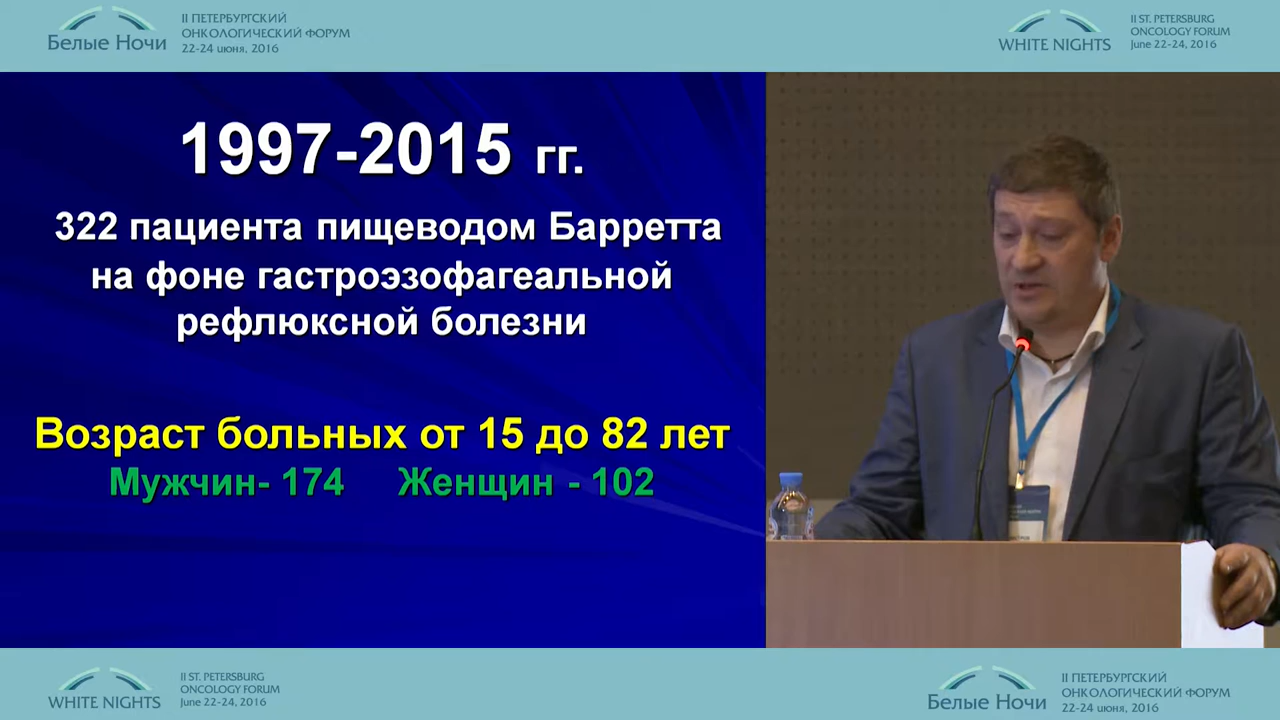 Белые Ночи
II ПЕТЕРБУРГСКИЙ
ОНКОЛОГИЧЕСКИЙ ФОРУМ
22-24 июня, 2016
WHITE NIGHTS
II ST. PETERSBURG
ONCOLOGY FORUM
June 22-24, 2016
1997-2015 гг.
322 пациента пищеводом Барретта
на фоне гастроэзофагеальной
рефлюксной болезни
Возраст больных от 15 до 82 лет
Мужчин- 174 Женщин - 102
WHITE NIGHTS
II ST. PETERSBURG
ONCOLOGY FORUM
June 22-24, 2016
Белые Ночи
II ПЕТЕРБУРГСКИЙ
ОНКОЛОГИЧЕСКИЙ ФОРУМ
22-24 июня, 2016